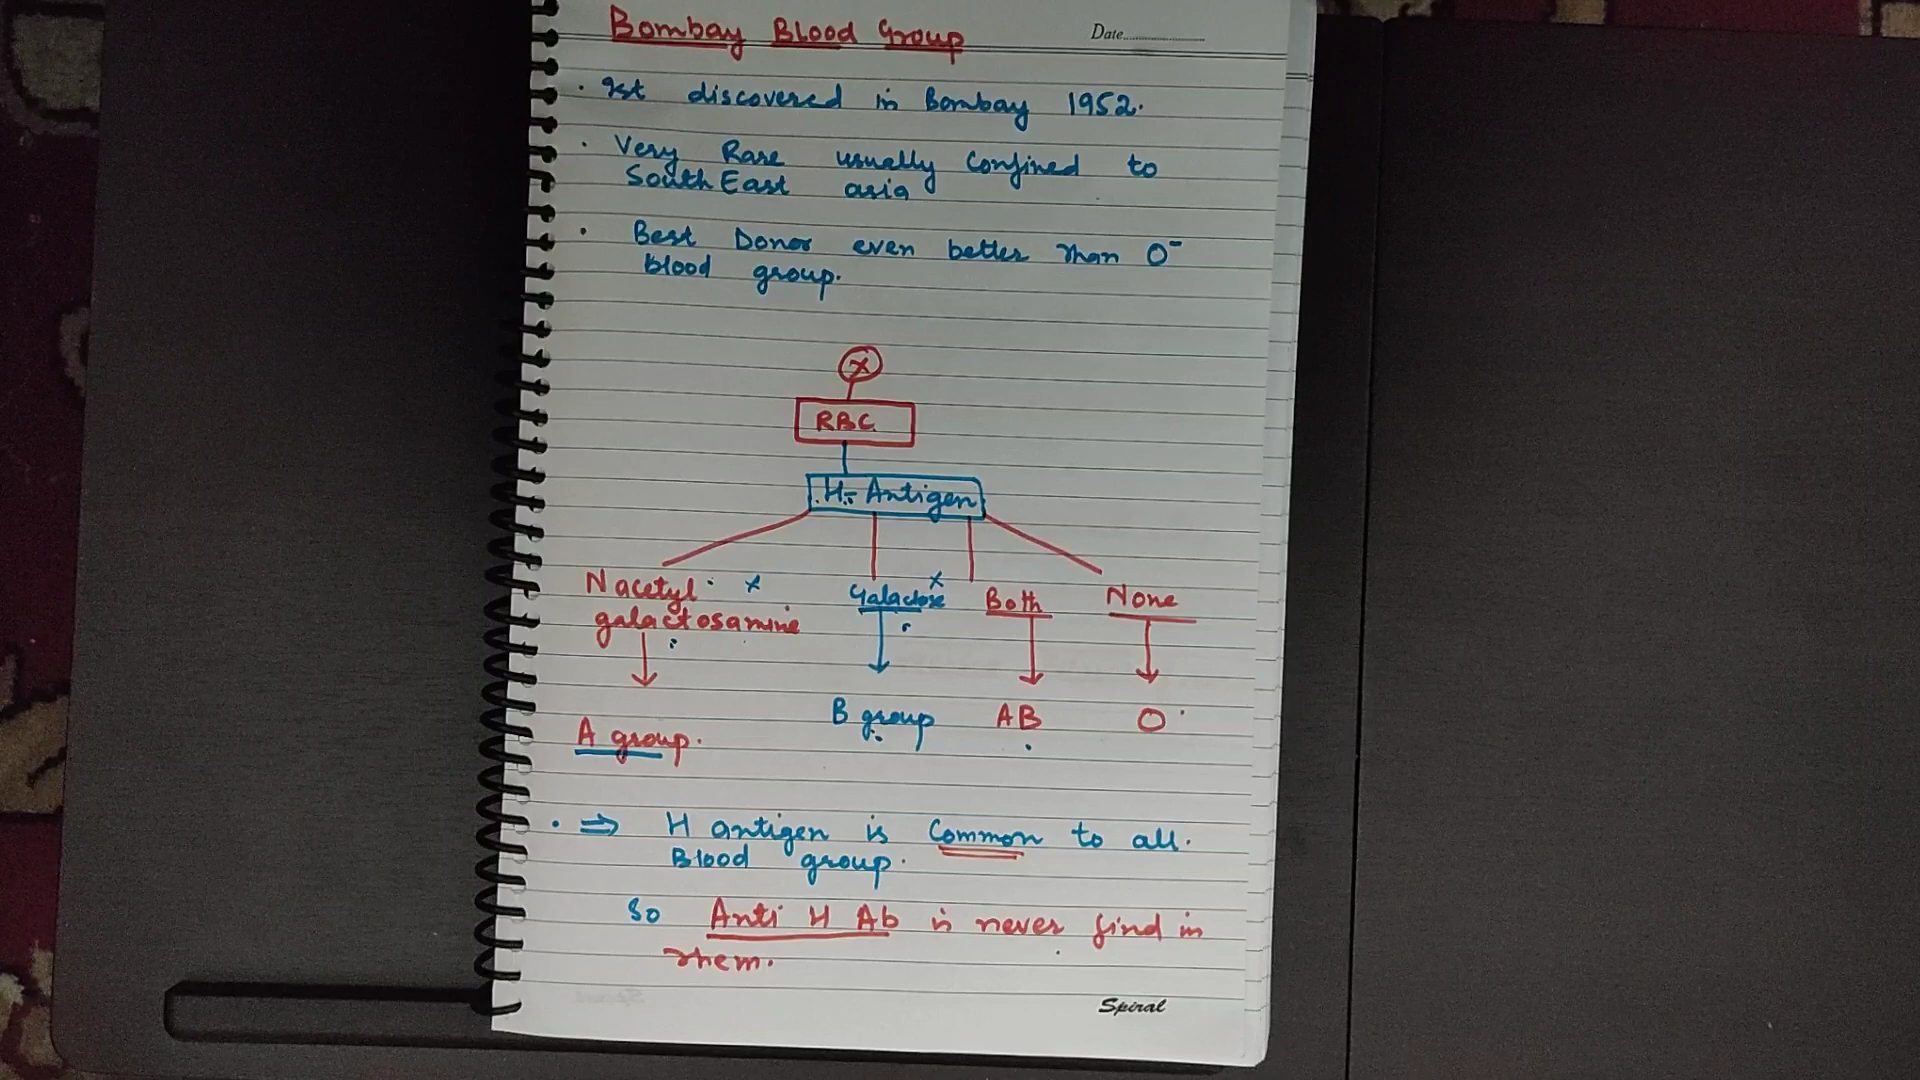 Bombay Blood Group
Date
· Ist discovered in Bombay 1952.
· Very Rare usually confined to
South East asia
· Best Donor even better than O⁻
blood group.
X
RBC
H- Antigen
N acetyl x Galactose x Both None
galactosamine
B group AB O
A group.
· ⇒ H antigen is Common to all.
Blood group.
So Anti H Ab is never find in
them.
Spiral